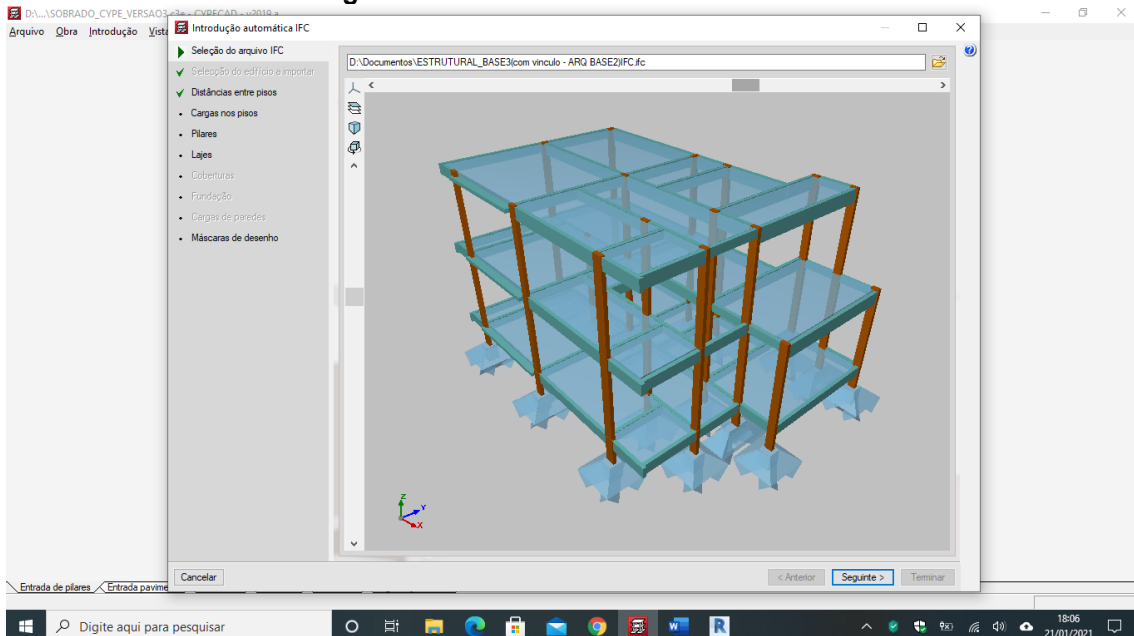 D:\...\SOBRADO_CYPE_VERSAO3.c3e - CYPECAD - v2019.a
Arquivo Obra Introdução Vista
Introdução automática IFC
Seleção do arquivo IFC
Selecção do edifício a importar
Distâncias entre pisos
Cargas nos pisos
Pilares
Lajes
Coberturas
Fundação
Cargas de paredes
Máscaras de desenho
D:\Documentos\ESTRUTURAL_BASE3(com vinculo - ARQ BASE2)IFC.ifc
Z
Y
X
Cancelar
< Anterior Seguinte > Terminar
Entrada de pilares Entrada pavime
Digite aqui para pesquisar
18:06
21/01/2021